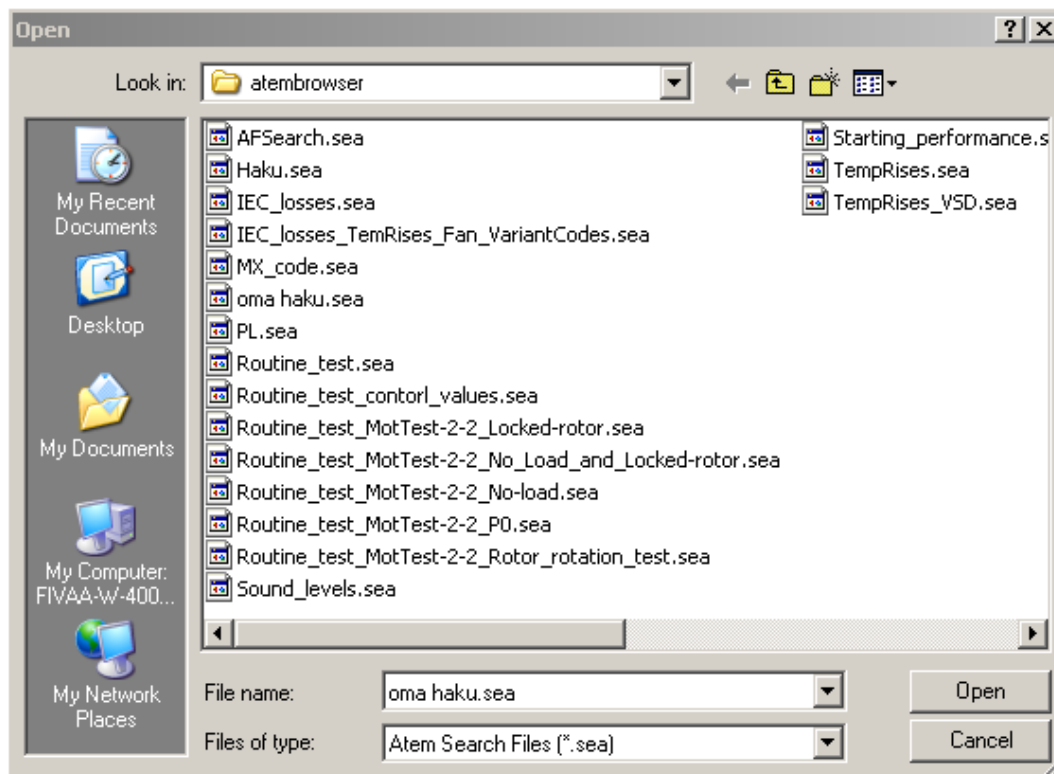 Open
Look in: atembrowser
My Recent
Documents
Desktop
My Documents
My Computer:
FIVAA-W-400...
My Network
Places
AFSearch.sea
Haku.sea
IEC_losses.sea
IEC_losses_TemRises_Fan_VariantCodes.sea
MX_code.sea
oma haku.sea
PL.sea
Routine_test.sea
Routine_test_contorl_values.sea
Routine_test_MotTest-2-2_Locked-rotor.sea
Routine_test_MotTest-2-2_No_Load_and_Locked-rotor.sea
Routine_test_MotTest-2-2_No-load.sea
Routine_test_MotTest-2-2_P0.sea
Routine_test_MotTest-2-2_Rotor_rotation_test.sea
Sound_levels.sea
Starting_performance.s
TempRises.sea
TempRises_VSD.sea
File name: oma haku.sea Open
Files of type: Atem Search Files (*.sea) Cancel